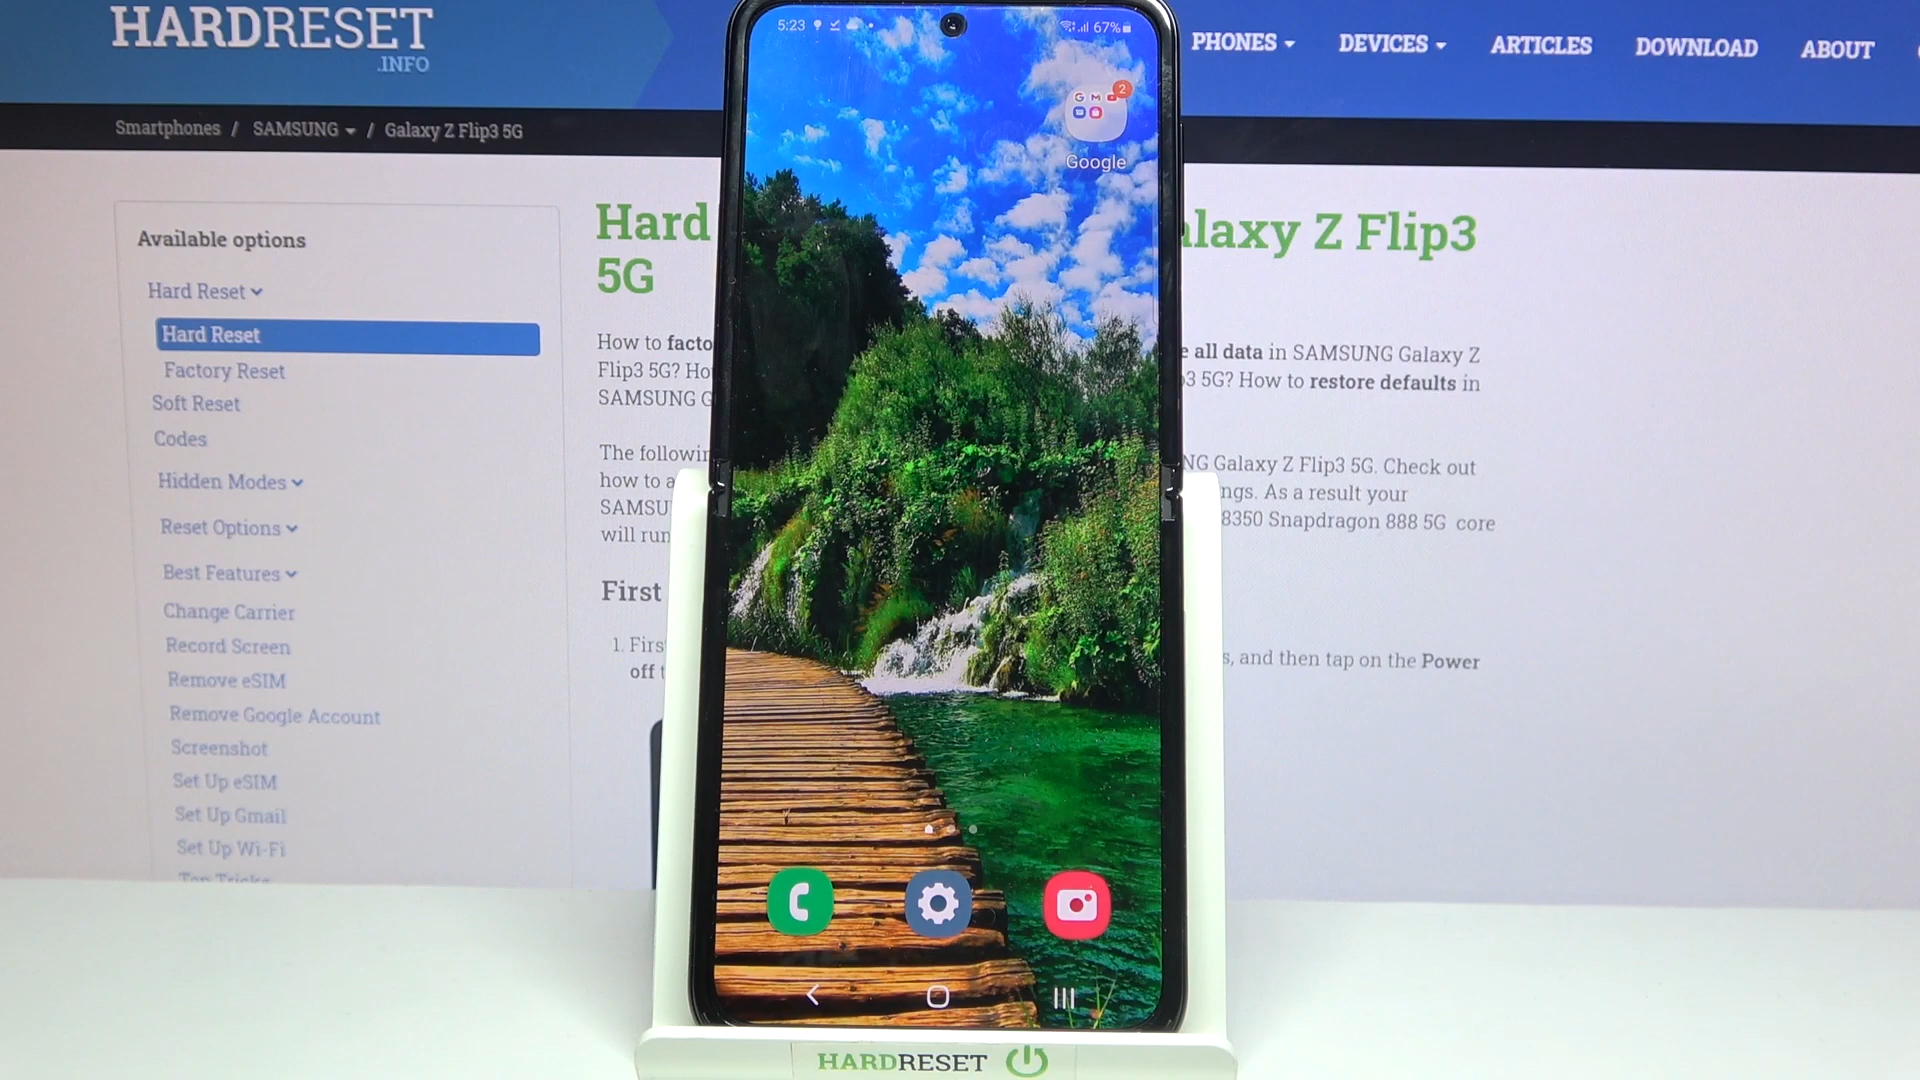 HARDRESET
.INFO
PHONES
DEVICES
ARTICLES
DOWNLOAD
ABOUT
Smartphones / SAMSUNG / Galaxy Z Flip3 5G
Available options
Hard Reset
Hard Reset
Factory Reset
Soft Reset
Codes
Hidden Modes
Reset Options
Best Features
Change Carrier
Record Screen
Remove eSIM
Remove Google Account
Screenshot
Set Up eSIM
Set Up Gmail
Set Up Wi-Fi
Top Tricks
Hard alaxy Z Flip3
5G
How to facto e all data in SAMSUNG Galaxy Z
Flip3 5G? Ho 3 5G? How to restore defaults in
SAMSUNG G
The followin NG Galaxy Z Flip3 5G. Check out
how to a ngs. As a result your
SAMSU 8350 Snapdragon 888 5G core
will run
First
1. Firs s, and then tap on the Power
off t
5:23
67%
2
Google
HARDRESET